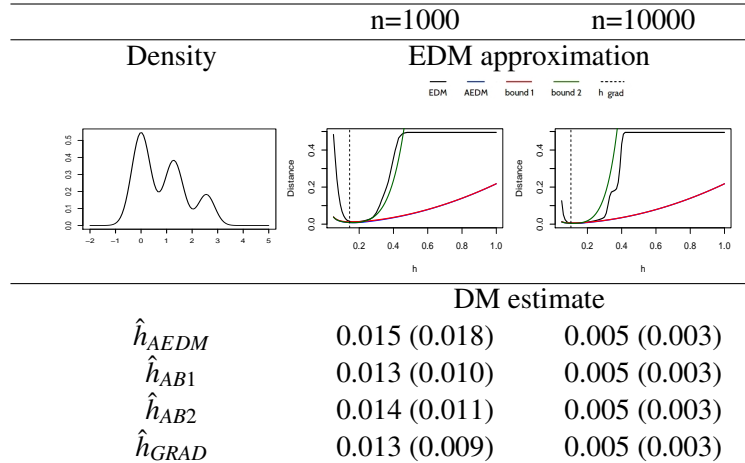 n=1000 n=10000
Density EDM approximation
EDM AEDM bound 1 bound 2 h grad
0.0 0.1 0.2 0.3 0.4 0.5
-2 -1 0 1 2 3 4 5
Distance
0.0 0.2 0.4
0.2 0.4 0.6 0.8 1.0
h
Distance
0.0 0.2 0.4
0.2 0.4 0.6 0.8 1.0
h
DM estimate
ĥ_AEDM 0.015 (0.018) 0.005 (0.003)
ĥ_AB1 0.013 (0.010) 0.005 (0.003)
ĥ_AB2 0.014 (0.011) 0.005 (0.003)
ĥ_GRAD 0.013 (0.009) 0.005 (0.003)